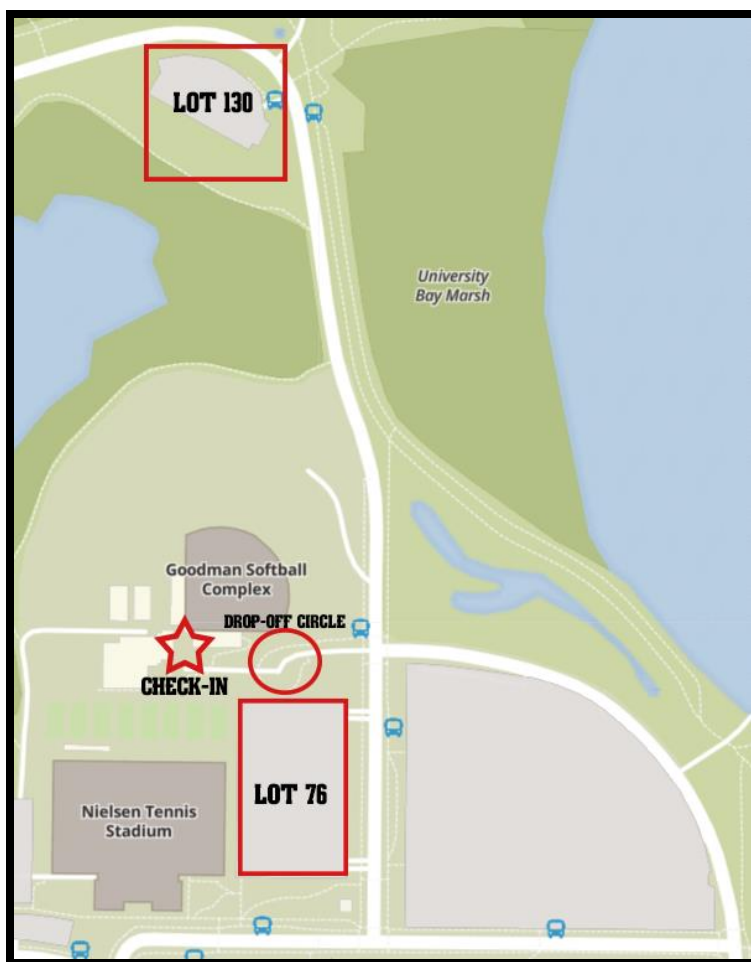 LOT 130
University
Bay Marsh
Goodman Softball
Complex
DROP-OFF CIRCLE
CHECK-IN
LOT 76
Nielsen Tennis
Stadium